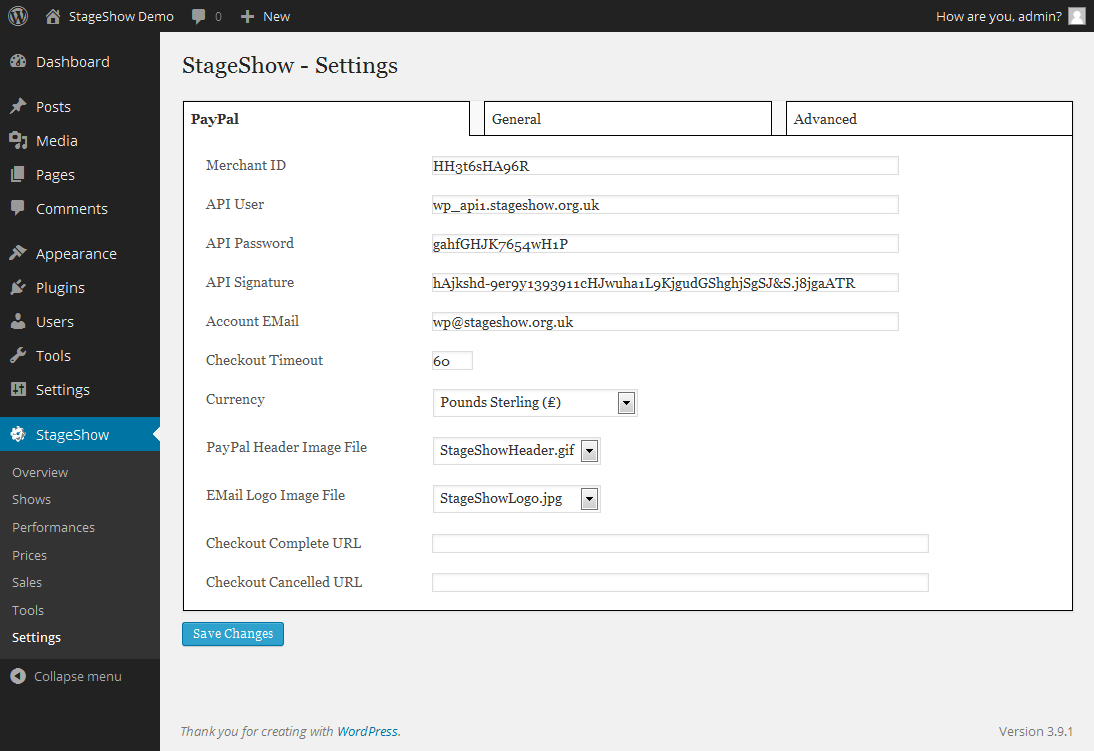 StageShow Demo 0 New How are you, admin?
Dashboard
Posts
Media
Pages
Comments
Appearance
Plugins
Users
Tools
Settings
StageShow
Overview
Shows
Performances
Prices
Sales
Tools
Settings
Collapse menu
StageShow - Settings
PayPal General Advanced
Merchant ID HH3t6sHA96R
API User wp_api1.stageshow.org.uk
API Password gahfGHJK7654wH1P
API Signature hAjkshd-9er9y1393911cHJwuha1L9KjgudGShghjSgSJ&S.j8jgaATR
Account EMail wp@stageshow.org.uk
Checkout Timeout 60
Currency Pounds Sterling (£)
PayPal Header Image File StageShowHeader.gif
EMail Logo Image File StageShowLogo.jpg
Checkout Complete URL
Checkout Cancelled URL
Save Changes
Thank you for creating with WordPress. Version 3.9.1